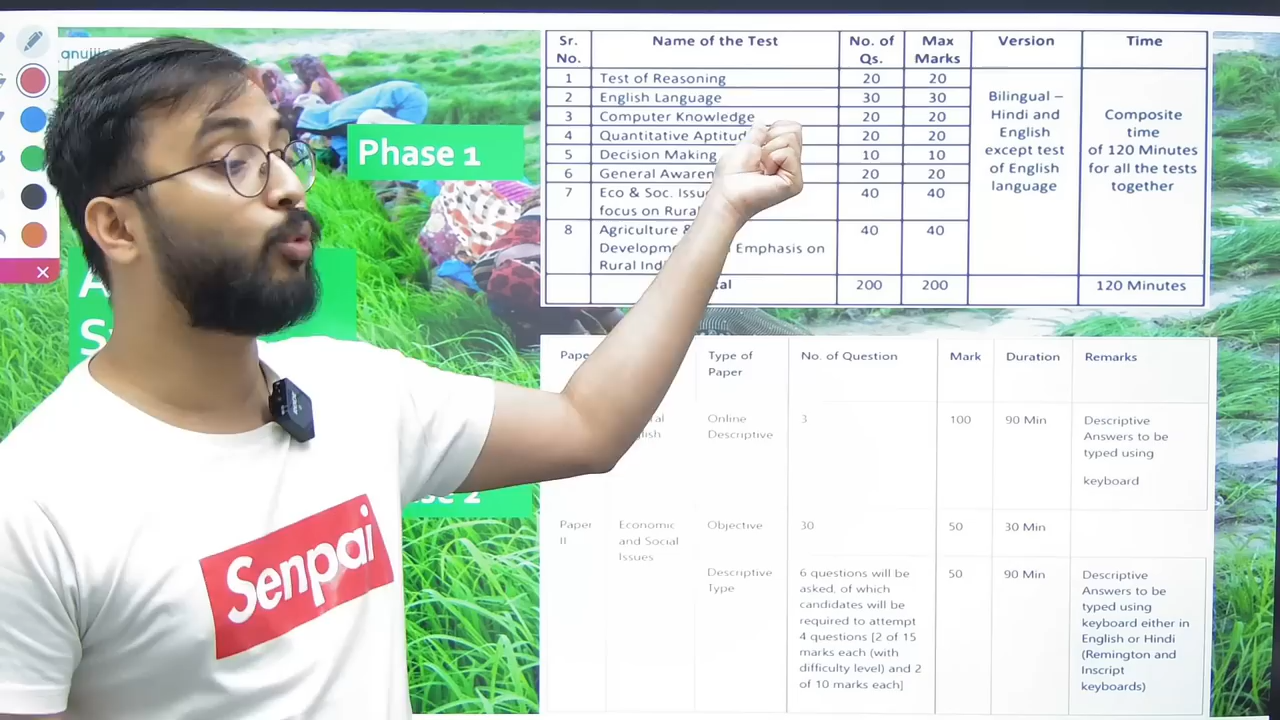 anujji
Phase 1
A
S
Sr. No. Name of the Test No. of Qs. Max Marks Version Time
1 Test of Reasoning 20 20
2 English Language 30 30
3 Computer Knowledge 20 20
4 Quantitative Aptitud 20 20
5 Decision Making 10 10
6 General Awaren 20 20
7 Eco & Soc. Issu 40 40
focus on Rura
8 Agriculture & 40 40
Developm Emphasis on
Rural Ind
Bilingual –
Hindi and
English
except test
of English
language
Composite
time
of 120 Minutes
for all the tests
together
200 200 120 Minutes
Type of Paper No. of Question Mark Duration Remarks
Online
Descriptive
3 100 90 Min
Descriptive
Answers to be
typed using
keyboard
Paper
II
Economic
and Social
Issues
Objective 30 50 30 Min
Descriptive
Type
6 questions will be
asked, of which
candidates will be
required to attempt
4 questions [2 of 15
marks each (with
difficulty level) and 2
of 10 marks each]
50 90 Min
Descriptive
Answers to be
typed using
keyboard either in
English or Hindi
(Remington and
Inscript
keyboards)
Senpai